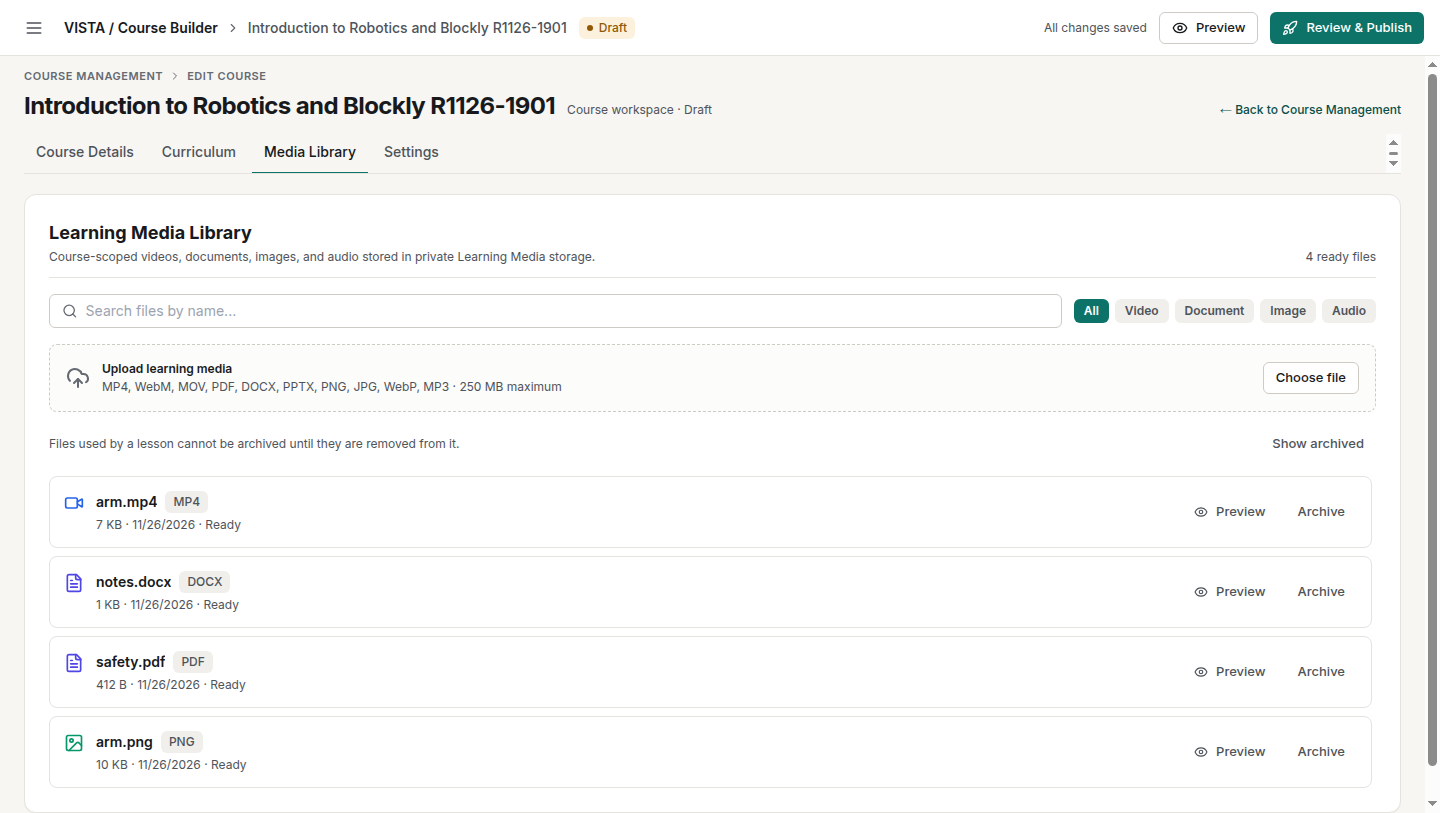 VISTA / Course Builder > Introduction to Robotics and Blockly R1126-1901 Draft All changes saved Preview Review & Publish
COURSE MANAGEMENT > EDIT COURSE
Introduction to Robotics and Blockly R1126-1901 Course workspace · Draft ← Back to Course Management
Course Details Curriculum Media Library Settings
Learning Media Library
Course-scoped videos, documents, images, and audio stored in private Learning Media storage. 4 ready files
Search files by name... All Video Document Image Audio
Upload learning media
MP4, WebM, MOV, PDF, DOCX, PPTX, PNG, JPG, WebP, MP3 · 250 MB maximum Choose file
Files used by a lesson cannot be archived until they are removed from it. Show archived
arm.mp4 MP4
7 KB · 11/26/2026 · Ready Preview Archive
notes.docx DOCX
1 KB · 11/26/2026 · Ready Preview Archive
safety.pdf PDF
412 B · 11/26/2026 · Ready Preview Archive
arm.png PNG
10 KB · 11/26/2026 · Ready Preview Archive